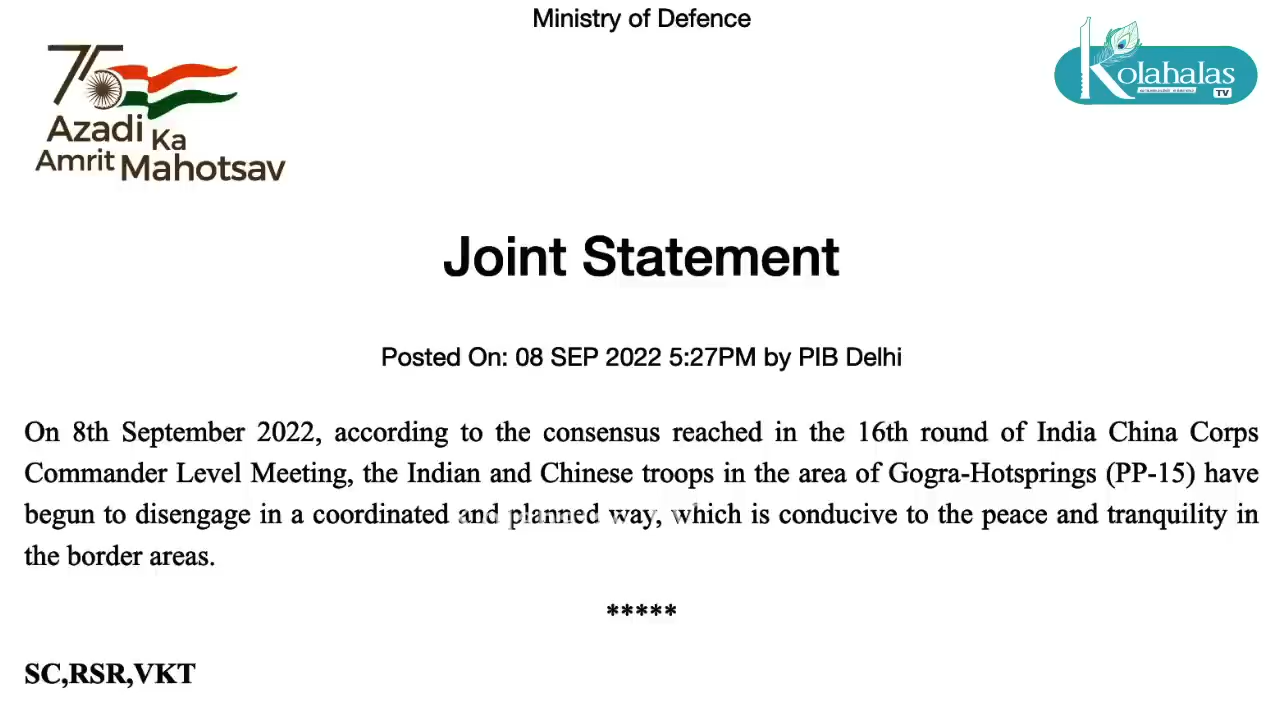 Ministry of Defence
75
Azadi Ka
Amrit Mahotsav
Kolahalas
TV
Joint Statement
Posted On: 08 SEP 2022 5:27PM by PIB Delhi
On 8th September 2022, according to the consensus reached in the 16th round of India China Corps
Commander Level Meeting, the Indian and Chinese troops in the area of Gogra-Hotsprings (PP-15) have
begun to disengage in a coordinated and planned way, which is conducive to the peace and tranquility in
the border areas.
*****
SC,RSR,VKT